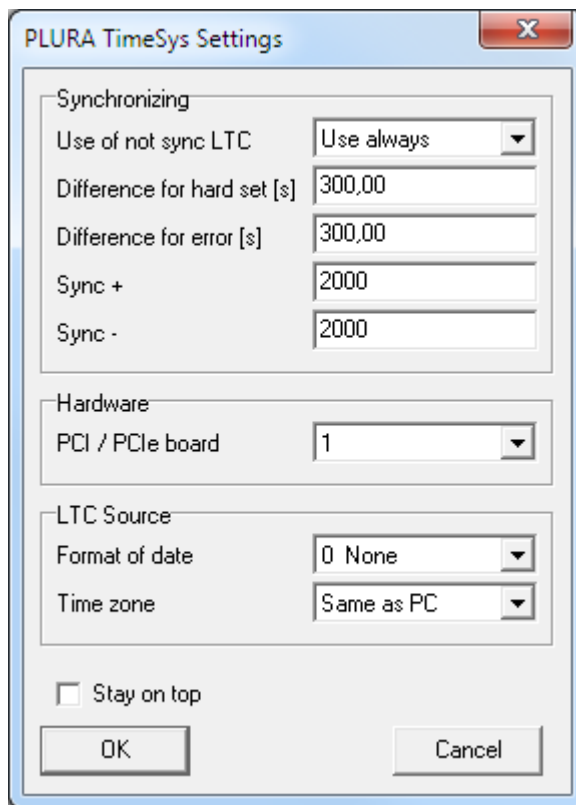 PLURA TimeSys Settings
Synchronizing
Use of not sync LTC Use always
Difference for hard set [s] 300,00
Difference for error [s] 300,00
Sync + 2000
Sync - 2000
Hardware
PCI / PCIe board 1
LTC Source
Format of date 0 None
Time zone Same as PC
Stay on top
OK Cancel